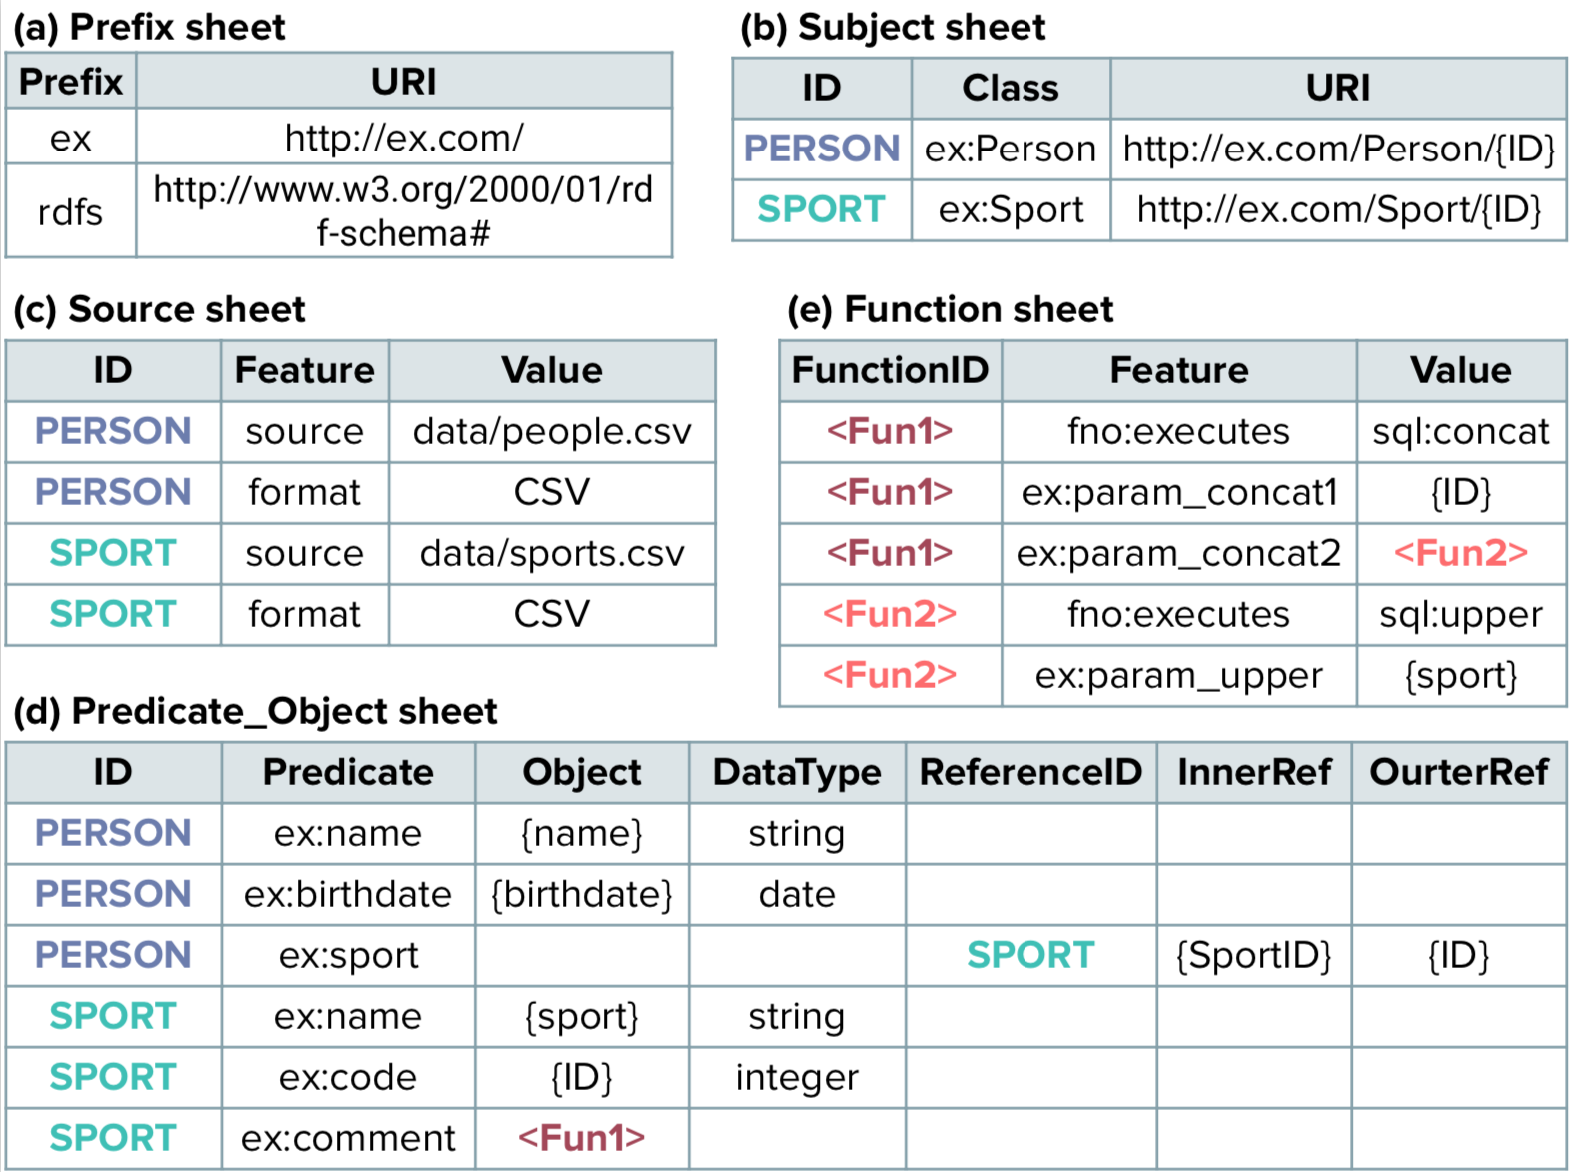 (a) Prefix sheet
Prefix URI
ex http://ex.com/
rdfs http://www.w3.org/2000/01/rd
f-schema#
(b) Subject sheet
ID Class URI
PERSON ex:Person http://ex.com/Person/{ID}
SPORT ex:Sport http://ex.com/Sport/{ID}
(c) Source sheet
ID Feature Value
PERSON source data/people.csv
PERSON format CSV
SPORT source data/sports.csv
SPORT format CSV
(e) Function sheet
FunctionID Feature Value
<Fun1> fno:executes sql:concat
<Fun1> ex:param_concat1 {ID}
<Fun1> ex:param_concat2 <Fun2>
<Fun2> fno:executes sql:upper
<Fun2> ex:param_upper {sport}
(d) Predicate_Object sheet
ID Predicate Object DataType ReferenceID InnerRef OurterRef
PERSON ex:name {name} string
PERSON ex:birthdate {birthdate} date
PERSON ex:sport SPORT {SportID} {ID}
SPORT ex:name {sport} string
SPORT ex:code {ID} integer
SPORT ex:comment <Fun1>